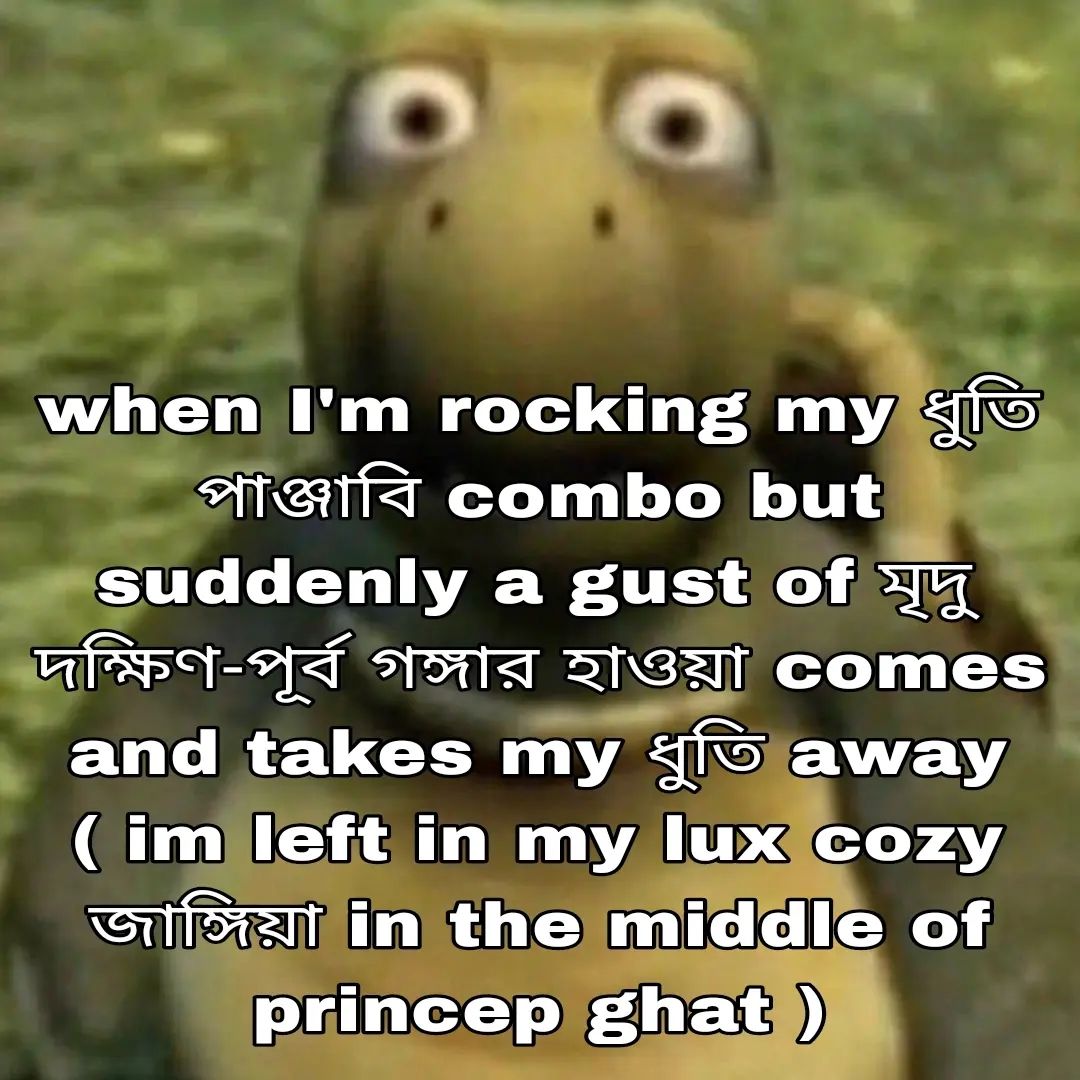 when I'm rocking my ধুতি
পাঞ্জাবি combo but
suddenly a gust of মৃদু
দক্ষিণ-পূর্ব গঙ্গার হাওয়া comes
and takes my ধুতি away
( im left in my lux cozy
জাঙ্গিয়া in the middle of
princep ghat )